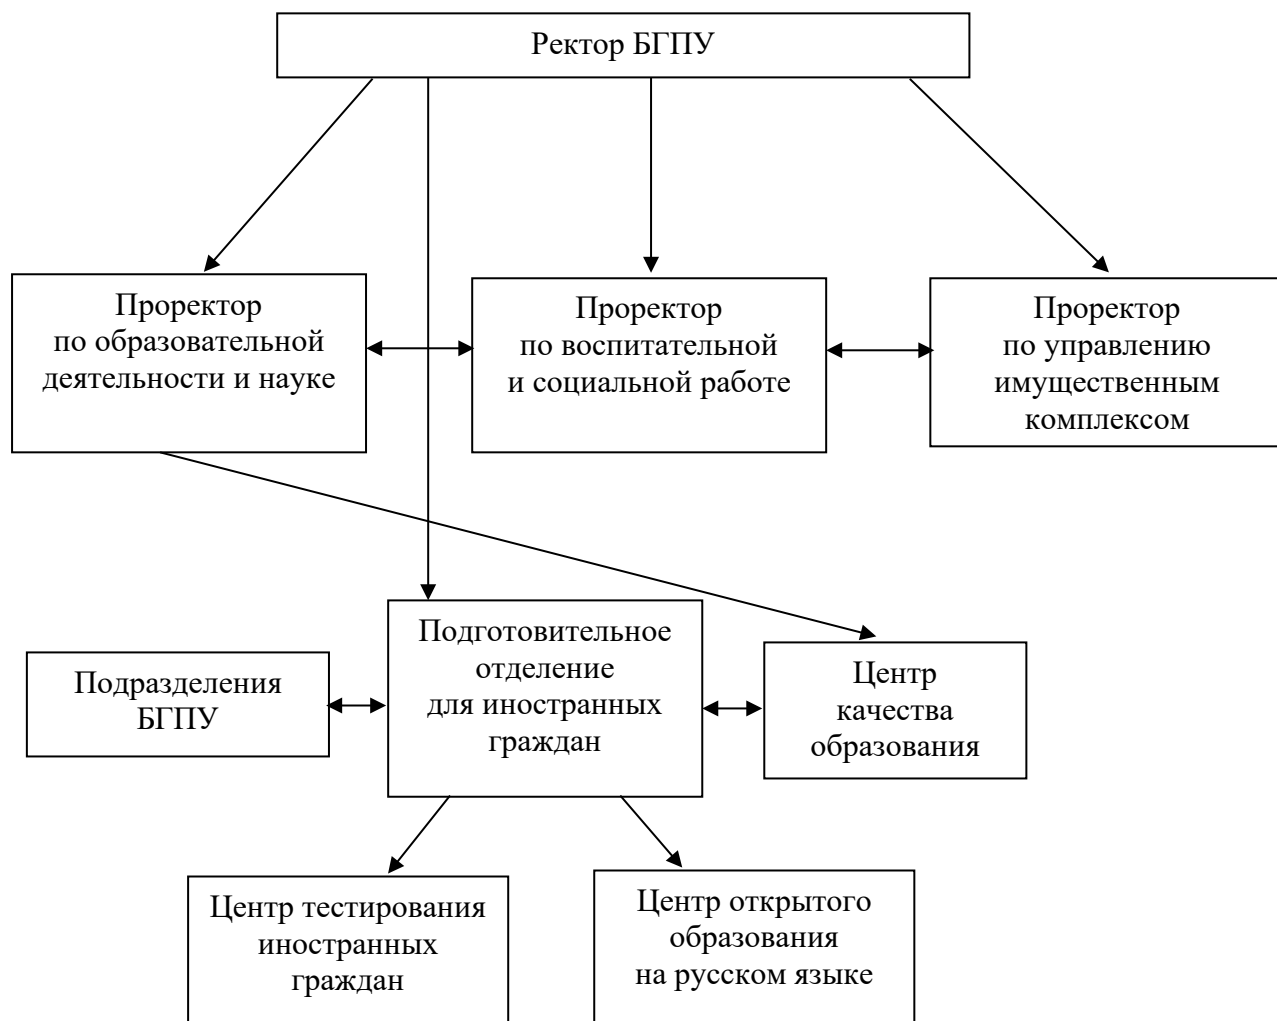 Ректор БГПУ
Проректор
по образовательной
деятельности и науке
Проректор
по воспитательной
и социальной работе
Проректор
по управлению
имущественным
комплексом
Подразделения
БГПУ
Подготовительное
отделение
для иностранных
граждан
Центр
качества
образования
Центр тестирования
иностранных
граждан
Центр открытого
образования
на русском языке